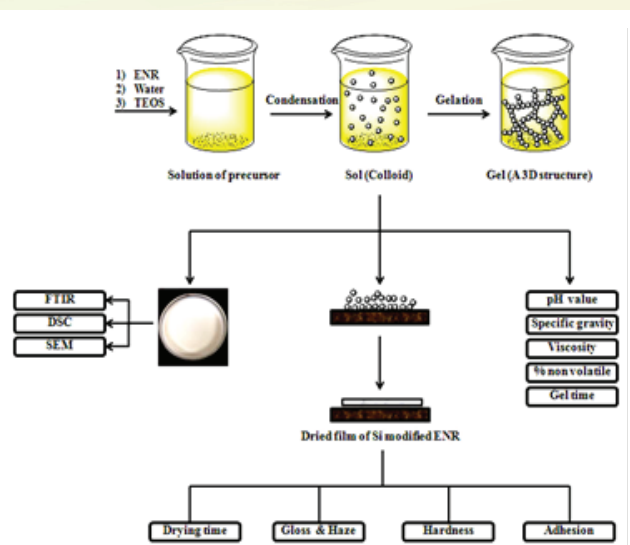 1) ENR
2) Water
3) TEOS
Condensation
Gelation
Solution of precursor
Sol (Colloid)
Gel (A 3D structure)
FTIR
DSC
SEM
pH value
Specific gravity
Viscosity
% non volatile
Gel time
Dried film of Si modified ENR
Drying time
Gloss & Haze
Hardness
Adhesion